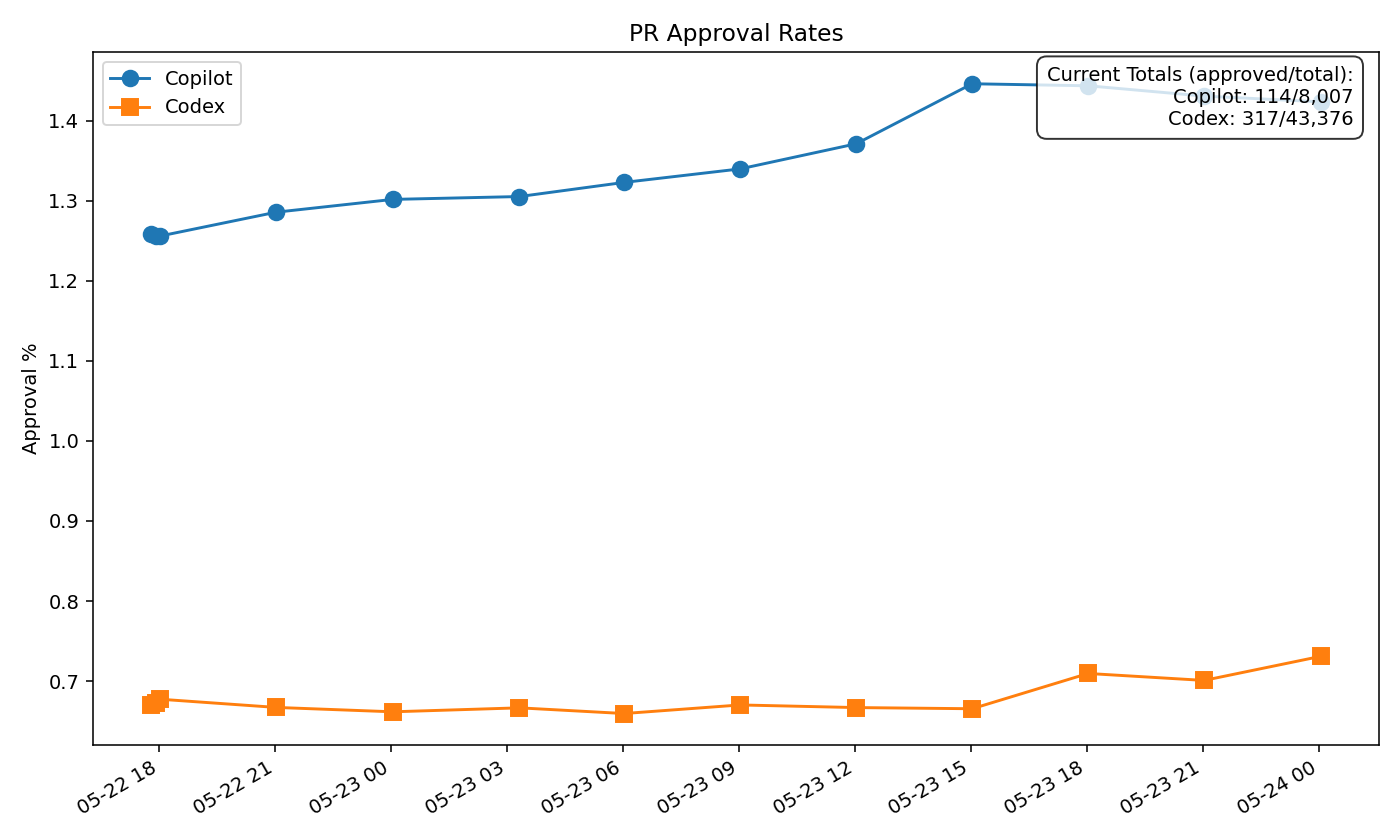 PR Approval Rates
Copilot
Codex
Current Totals (approved/total):
Copilot: 114/8,007
Codex: 317/43,376
Approval %
1.4
1.3
1.2
1.1
1.0
0.9
0.8
0.7
05-22 18
05-22 21
05-23 00
05-23 03
05-23 06
05-23 09
05-23 12
05-23 15
05-23 18
05-23 21
05-24 00